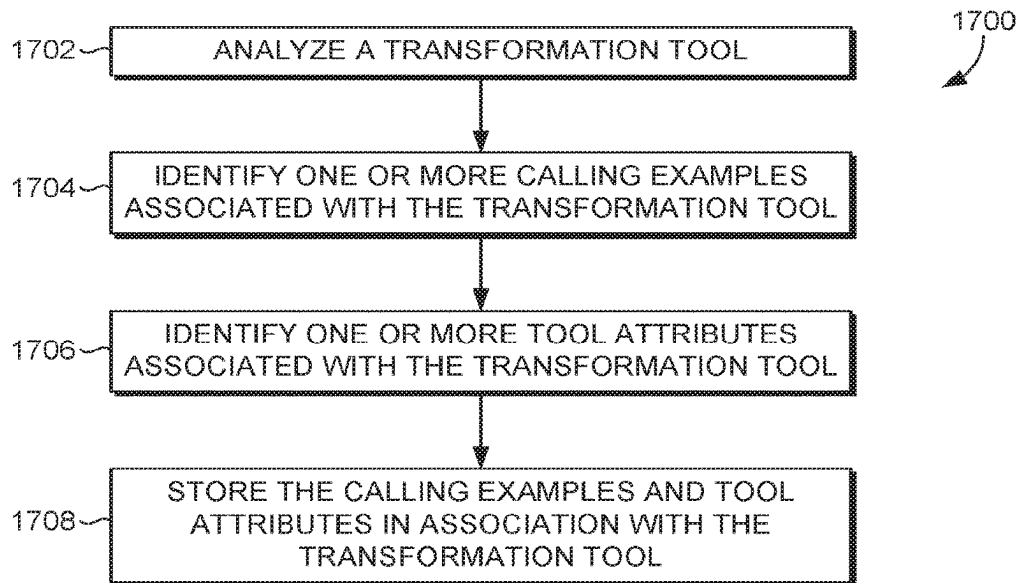 1700
1702
ANALYZE A TRANSFORMATION TOOL
1704
IDENTIFY ONE OR MORE CALLING EXAMPLES
ASSOCIATED WITH THE TRANSFORMATION TOOL
1706
IDENTIFY ONE OR MORE TOOL ATTRIBUTES
ASSOCIATED WITH THE TRANSFORMATION TOOL
1708
STORE THE CALLING EXAMPLES AND TOOL
ATTRIBUTES IN ASSOCIATION WITH THE
TRANSFORMATION TOOL